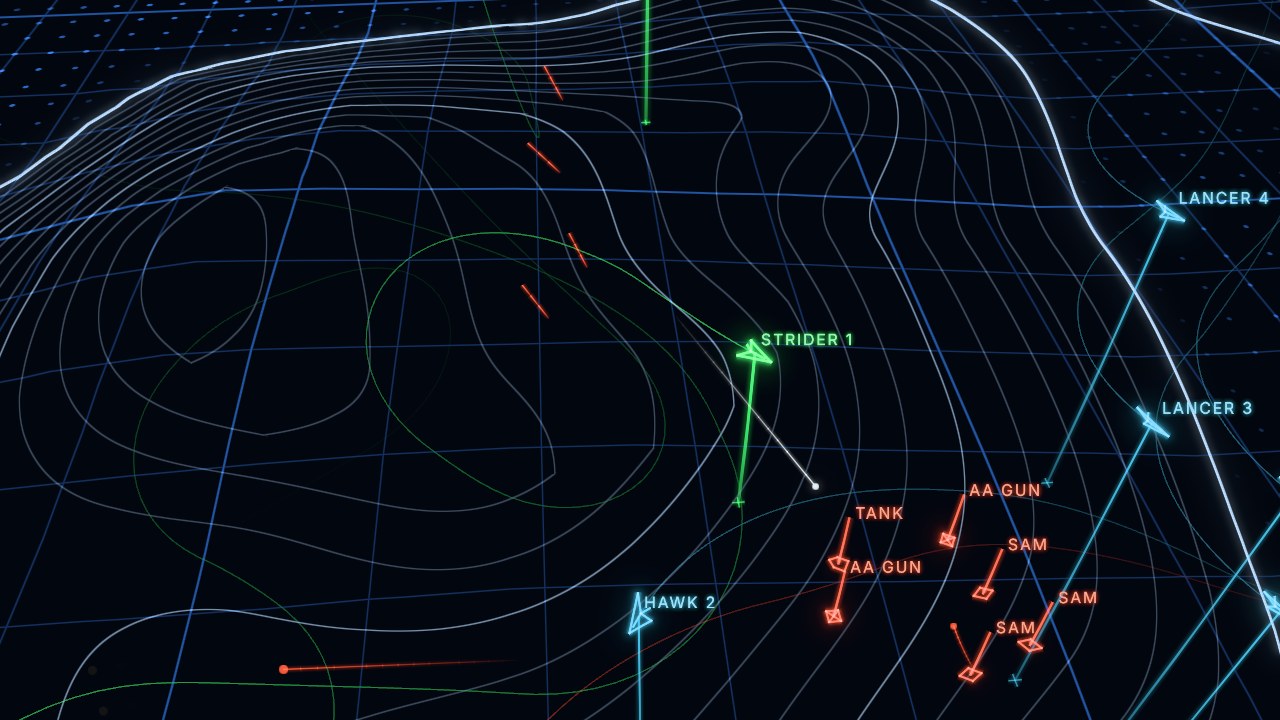 LANCER 4
STRIDER 1
LANCER 3
AA GUN
TANK
SAM
AA GUN
SAM
HAWK 2
SAM